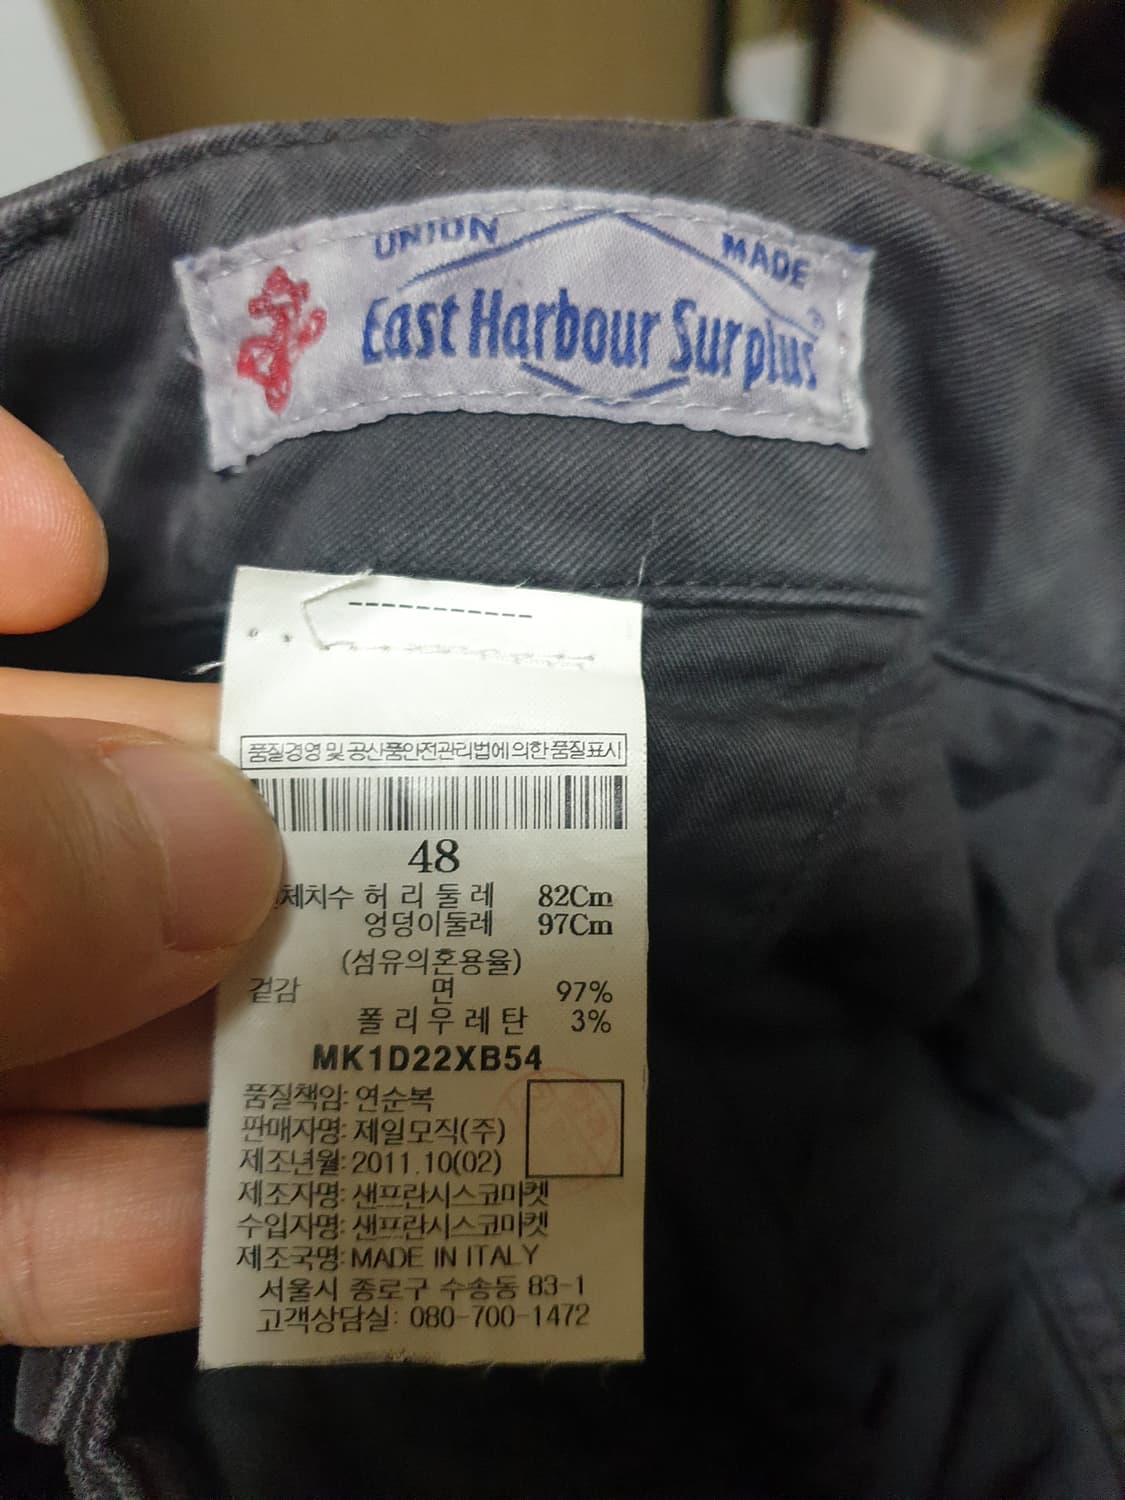 UNION MADE
East Harbour Surplus
품질경영 및 공산품안전관리법에 의한 품질표시
48
체치수 허 리 둘 레 82Cm
엉덩이둘레 97Cm
(섬유의혼용율)
겉감 면 97%
폴 리 우 레 탄 3%
MK1D22XB54
품질책임: 연순복
판매자명: 제일모직(주)
제조년월: 2011.10(02)
제조자명: 샌프란시스코마켓
수입자명: 샌프란시스코마켓
제조국명: MADE IN ITALY
서울시 종로구 수송동 83-1
고객상담실: 080-700-1472